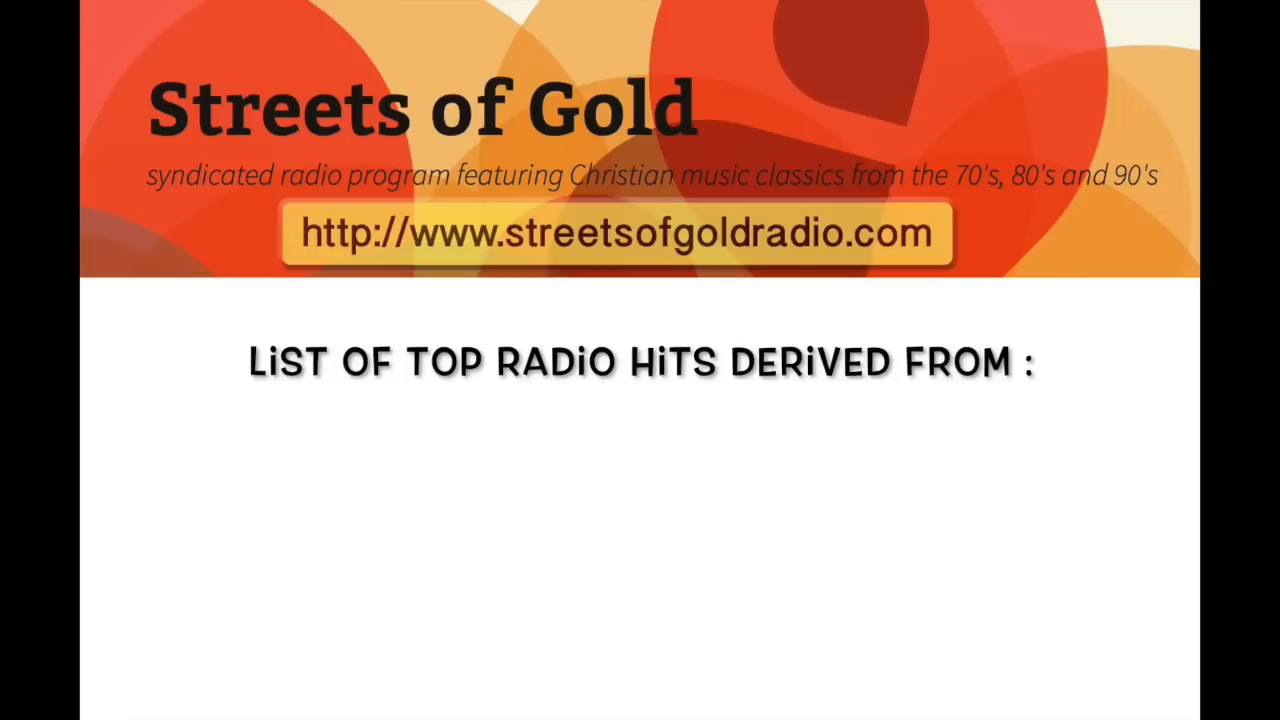 Streets of Gold
syndicated radio program featuring Christian music classics from the 70's, 80's and 90's
http://www.streetsofgoldradio.com
LiST OF TOP RADiO HiTS DERiVED FROM :